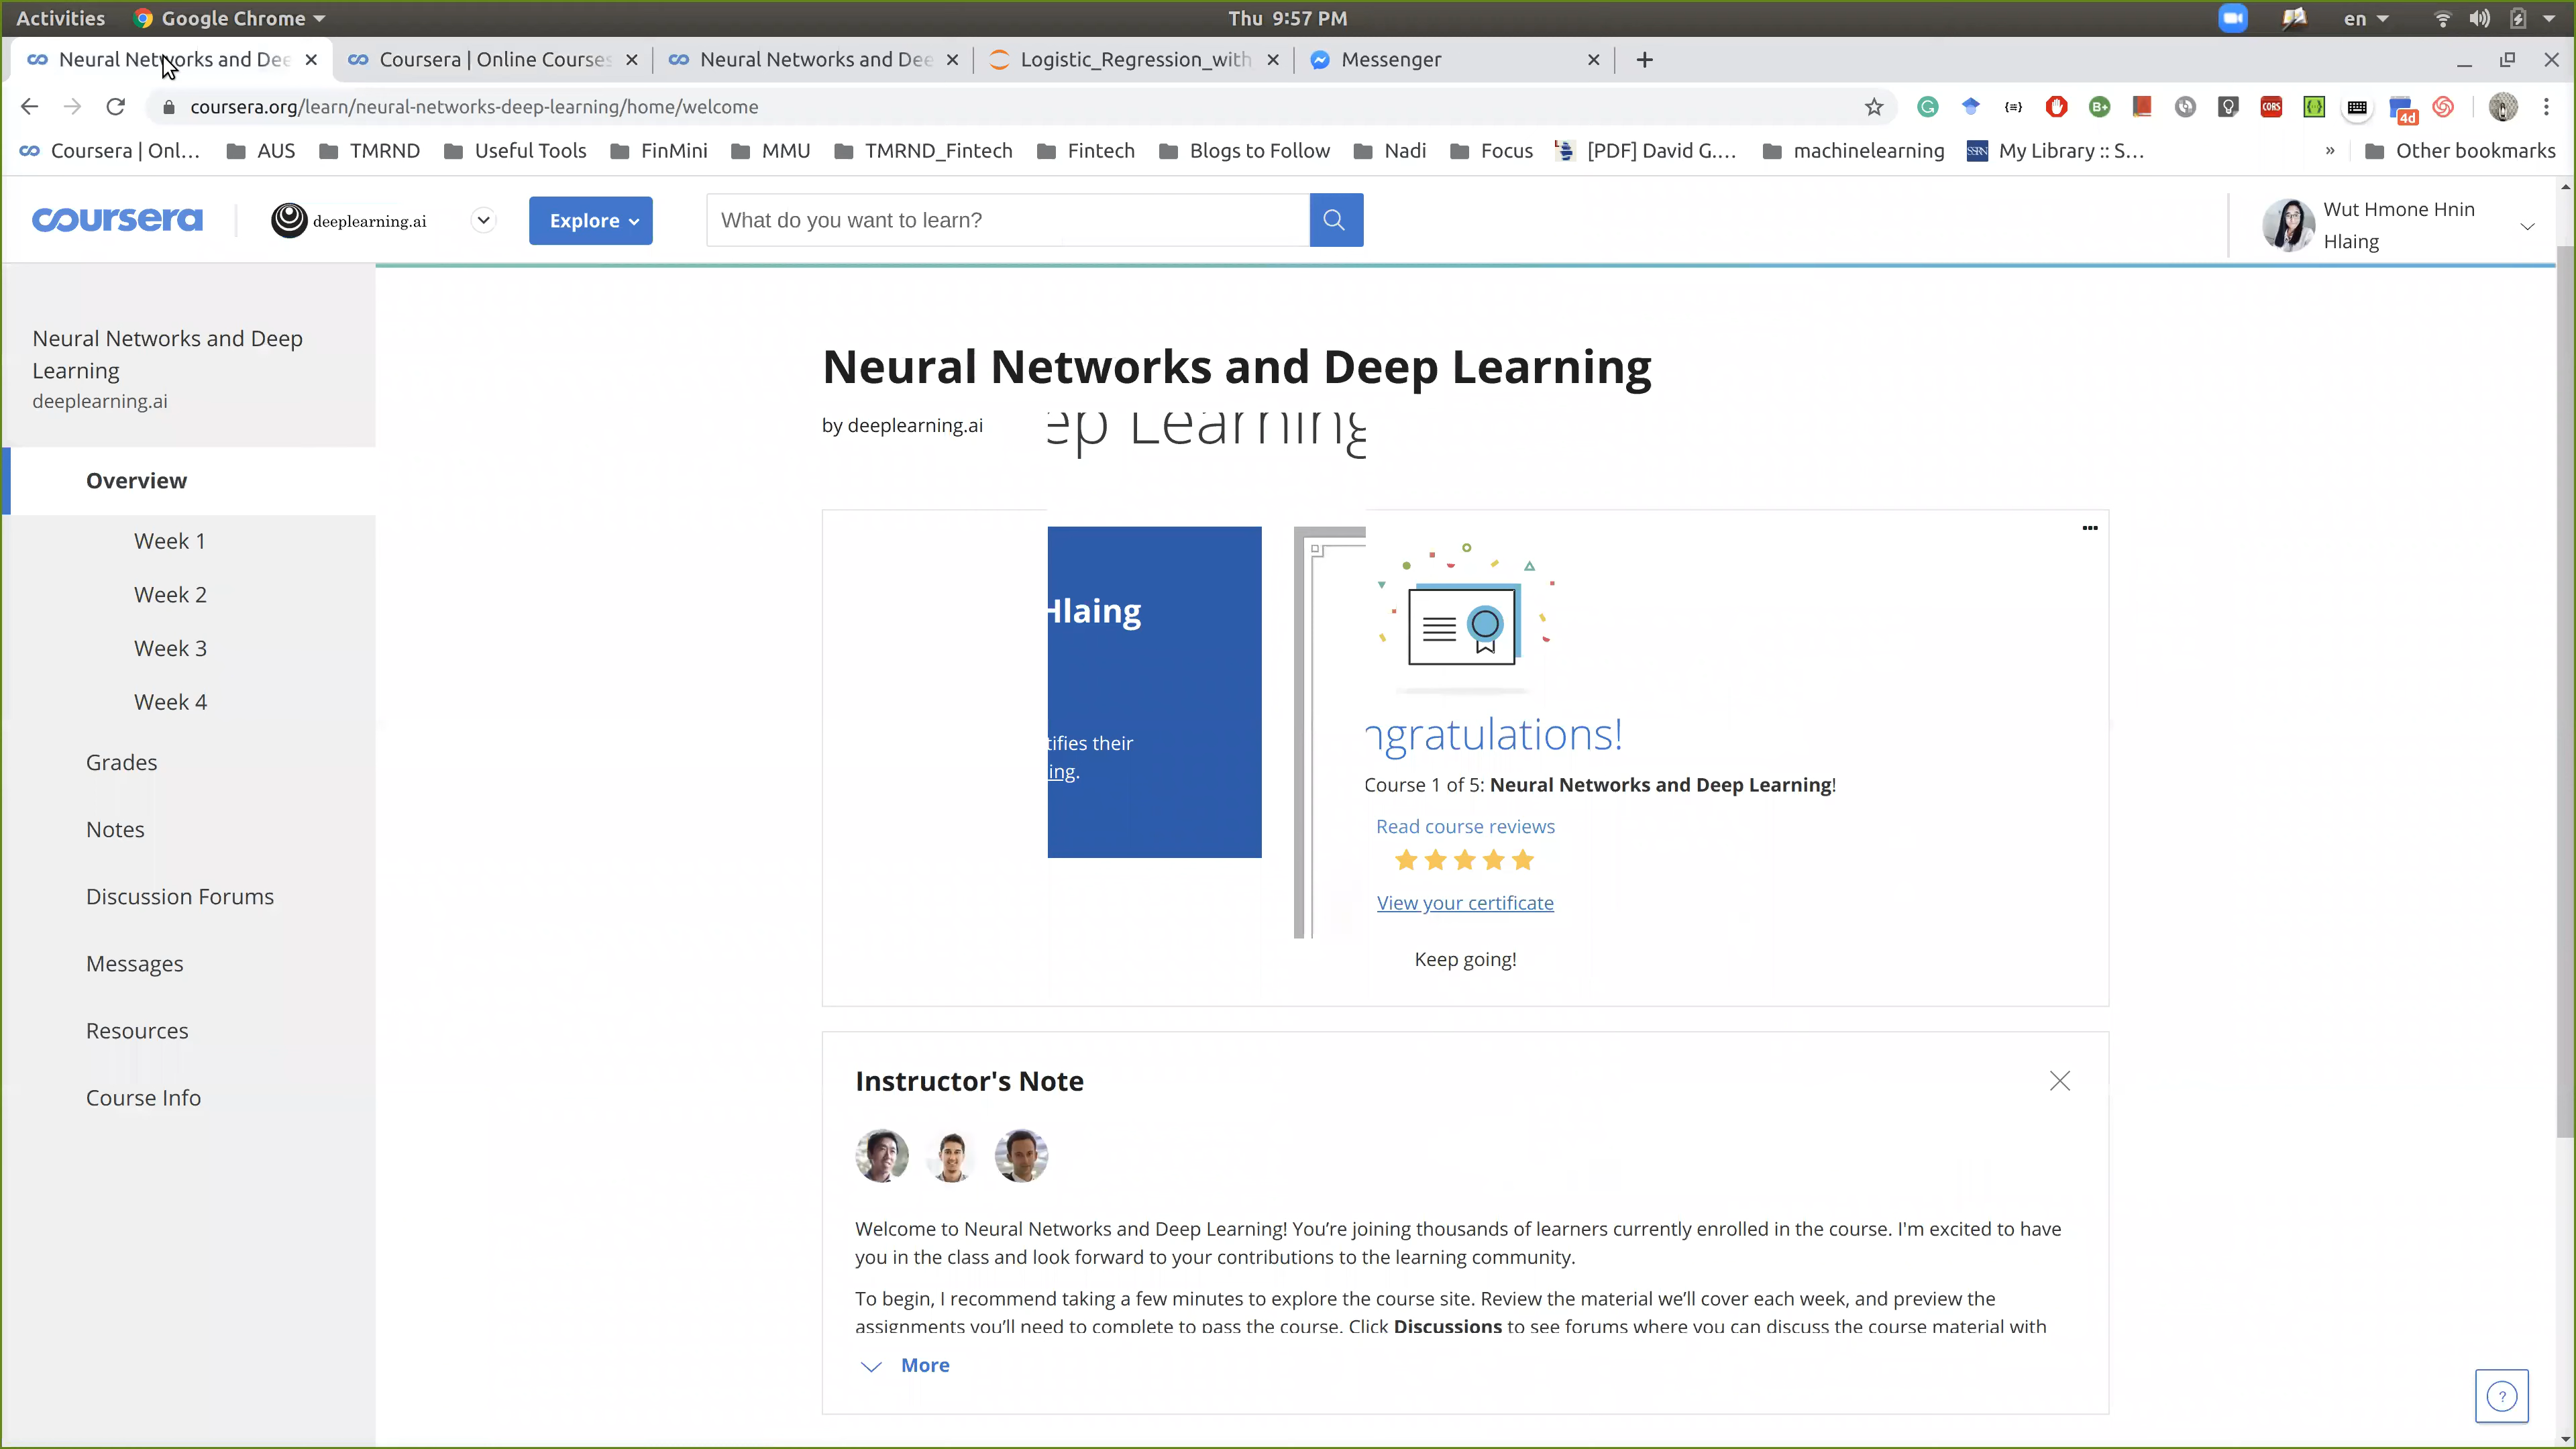 Activities Google Chrome Thu 9:57 PM en
Neural Networks and Dee Coursera | Online Courses Neural Networks and Dee Logistic_Regression_with Messenger
coursera.org/learn/neural-networks-deep-learning/home/welcome 4d
Coursera | Onl... AUS TMRND Useful Tools FinMini MMU TMRND_Fintech Fintech Blogs to Follow Nadi Focus [PDF] David G.... machinelearning SSRN My Library :: S... » Other bookmarks
coursera deeplearning.ai Explore What do you want to learn? Wut Hmone Hnin
Hlaing
Neural Networks and Deep
Learning
deeplearning.ai
Overview
Week 1
Week 2
Week 3
Week 4
Grades
Notes
Discussion Forums
Messages
Resources
Course Info
Neural Networks and Deep Learning
by deeplearning.ai
ep Learning
Hlaing
tifies their
ing.
ngratulations!
Course 1 of 5: Neural Networks and Deep Learning!
Read course reviews
View your certificate
Keep going!
Instructor's Note
Welcome to Neural Networks and Deep Learning! You’re joining thousands of learners currently enrolled in the course. I'm excited to have
you in the class and look forward to your contributions to the learning community.
To begin, I recommend taking a few minutes to explore the course site. Review the material we’ll cover each week, and preview the
assignments you’ll need to complete to pass the course. Click Discussions to see forums where you can discuss the course material with
More
?